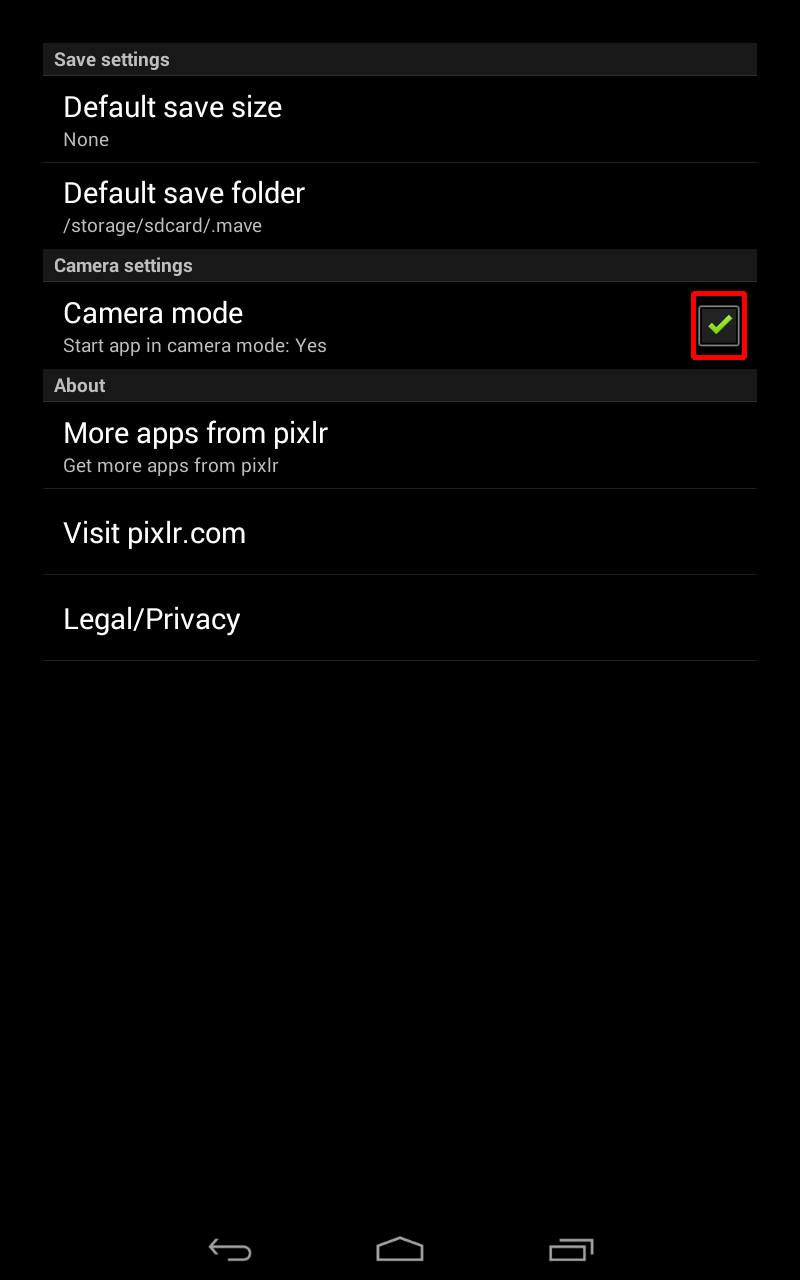 Save settings
Default save size
None
Default save folder
/storage/sdcard/.mave
Camera settings
Camera mode
Start app in camera mode: Yes
About
More apps from pixlr
Get more apps from pixlr
Visit pixlr.com
Legal/Privacy